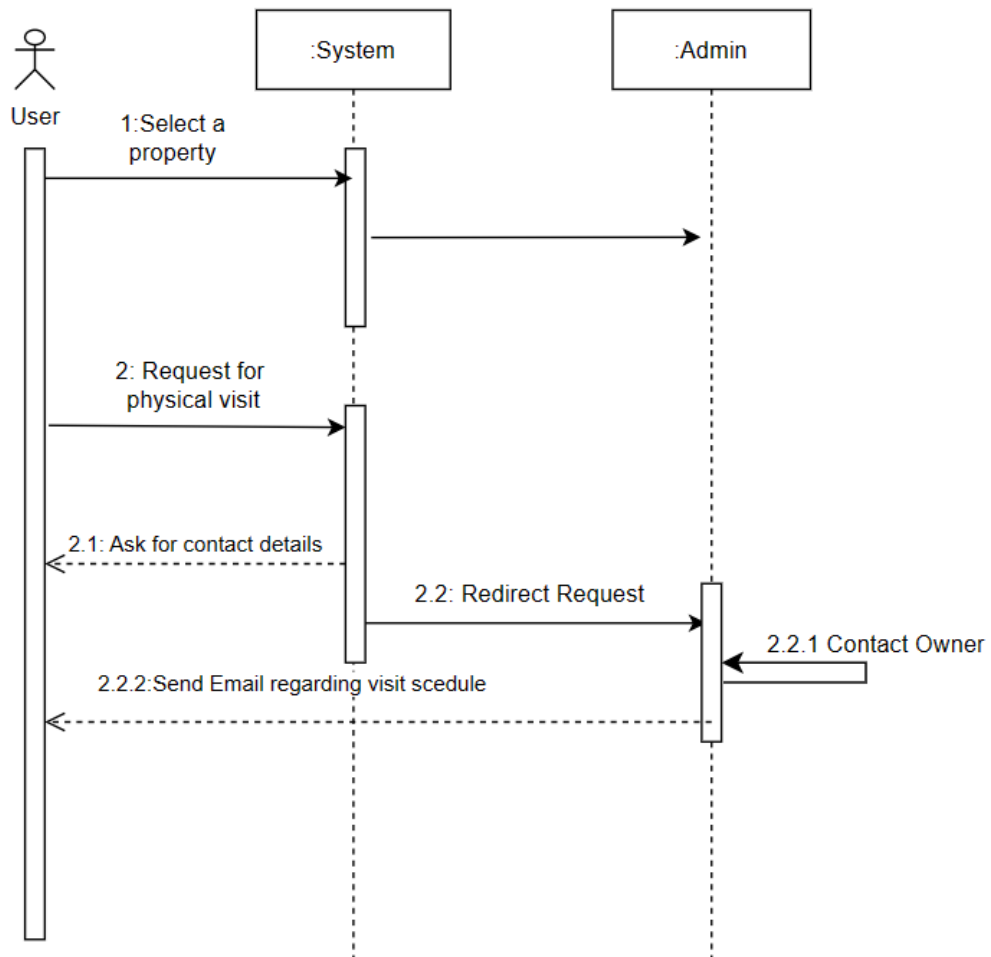 :System
:Admin
User
1:Select a
property
2: Request for
physical visit
2.1: Ask for contact details
2.2: Redirect Request
2.2.1 Contact Owner
2.2.2:Send Email regarding visit scedule